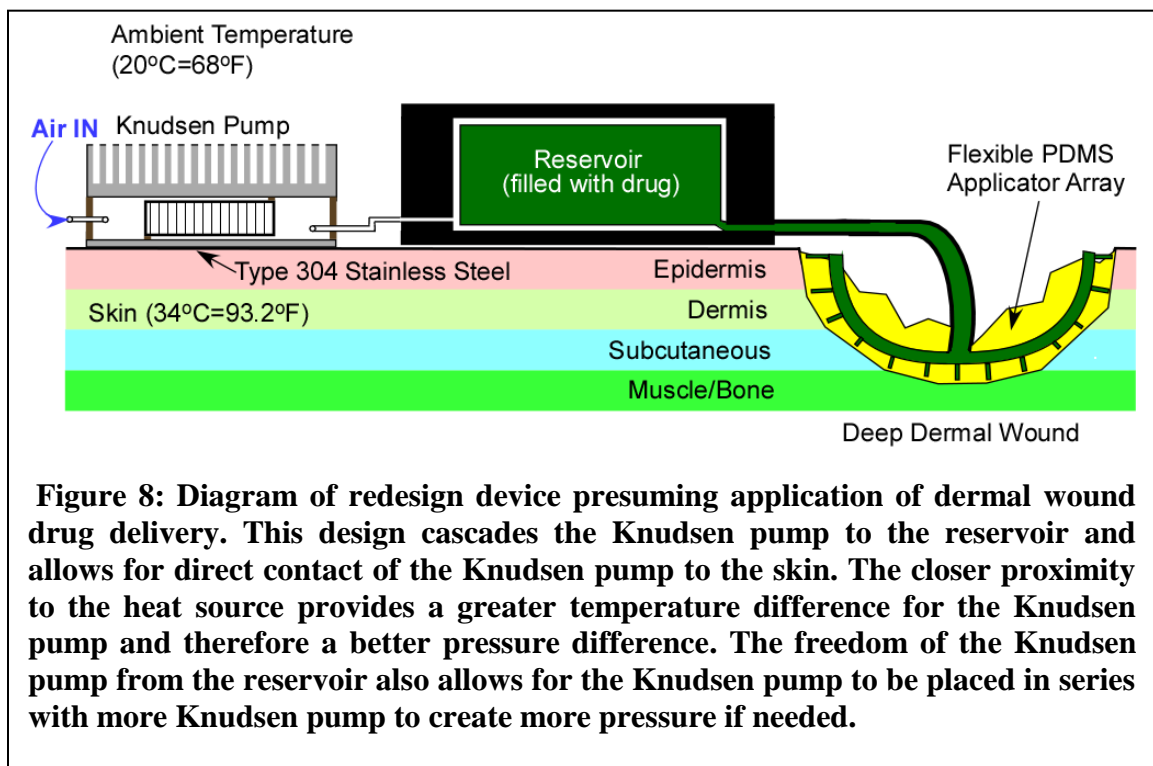 Ambient Temperature
(20ºC=68ºF)
Air IN
Knudsen Pump
Reservoir
(filled with drug)
Flexible PDMS
Applicator Array
Type 304 Stainless Steel
Epidermis
Skin (34ºC=93.2ºF)
Dermis
Subcutaneous
Muscle/Bone
Deep Dermal Wound
Figure 8: Diagram of redesign device presuming application of dermal wound
drug delivery. This design cascades the Knudsen pump to the reservoir and
allows for direct contact of the Knudsen pump to the skin. The closer proximity
to the heat source provides a greater temperature difference for the Knudsen
pump and therefore a better pressure difference. The freedom of the Knudsen
pump from the reservoir also allows for the Knudsen pump to be placed in series
with more Knudsen pump to create more pressure if needed.